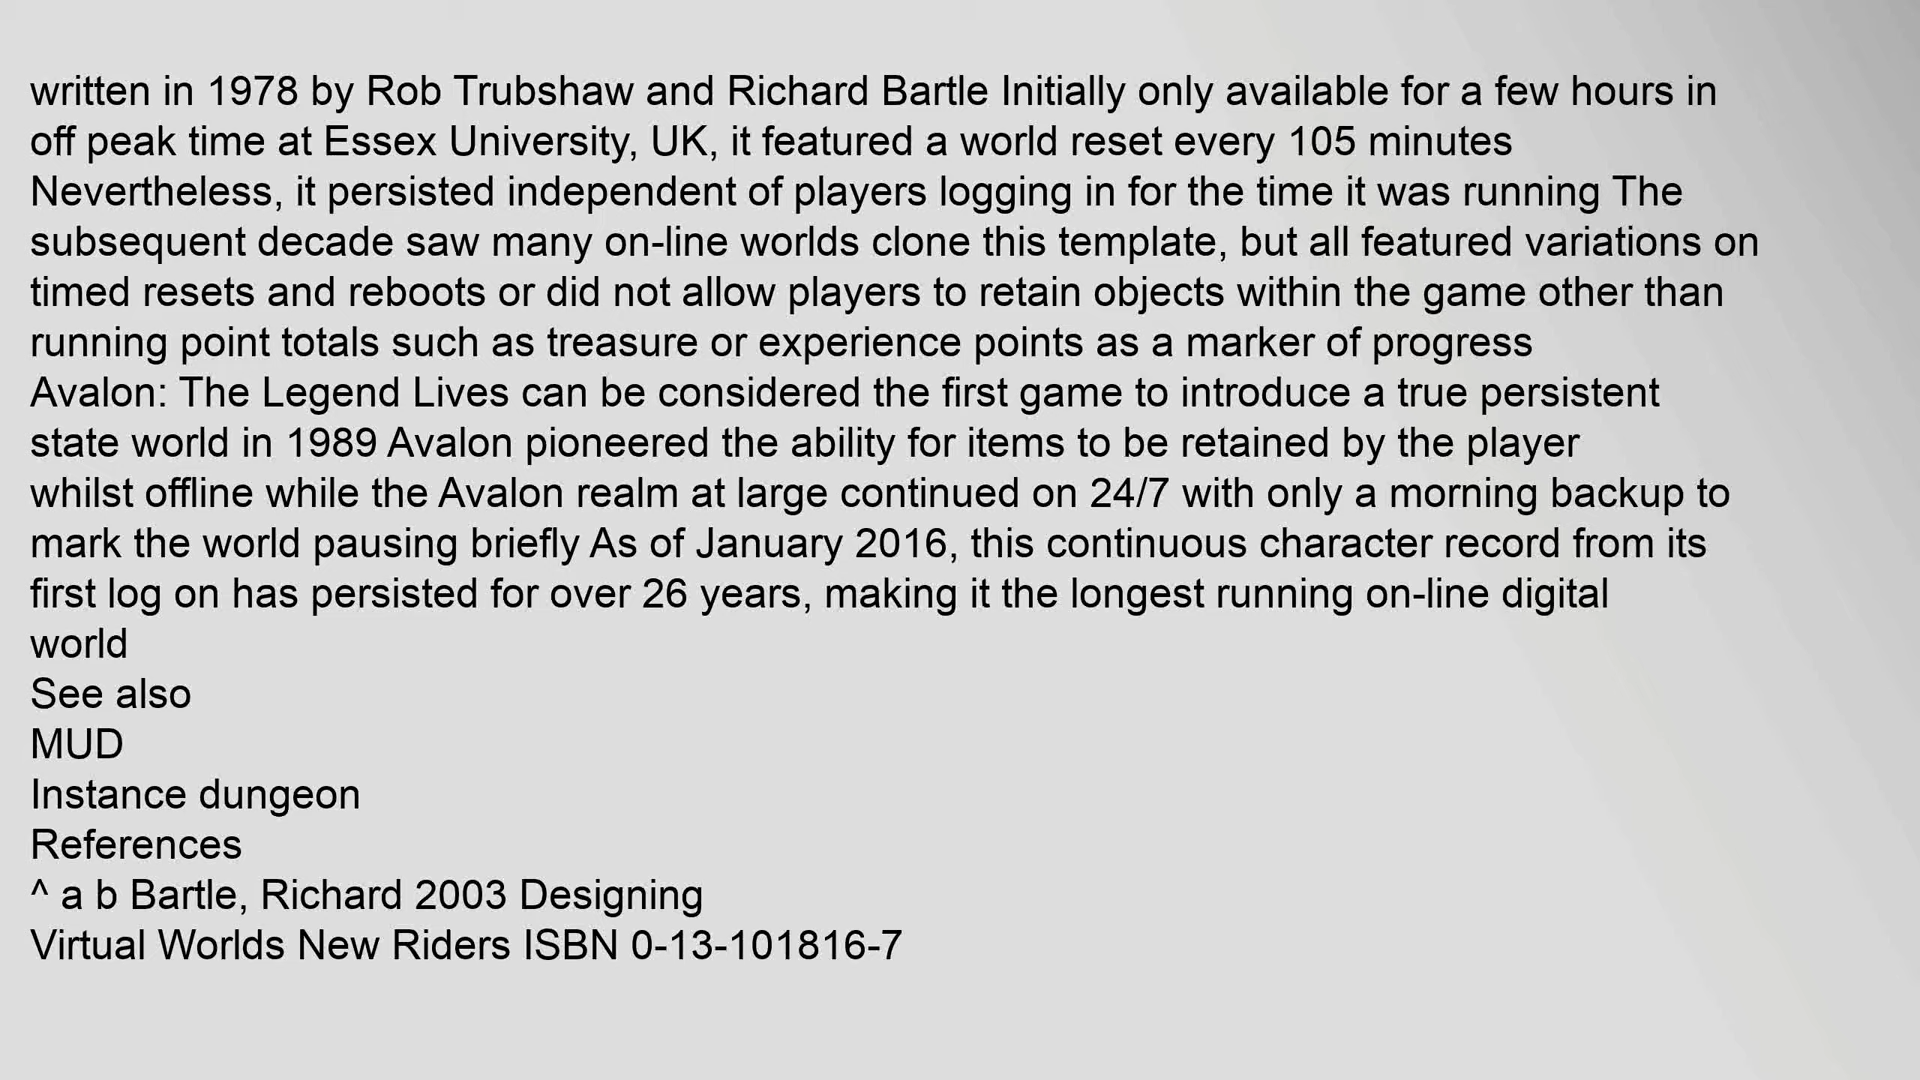 written in 1978 by Rob Trubshaw and Richard Bartle Initially only available for a few hours in
off peak time at Essex University, UK, it featured a world reset every 105 minutes
Nevertheless, it persisted independent of players logging in for the time it was running The
subsequent decade saw many on-line worlds clone this template, but all featured variations on
timed resets and reboots or did not allow players to retain objects within the game other than
running point totals such as treasure or experience points as a marker of progress
Avalon: The Legend Lives can be considered the first game to introduce a true persistent
state world in 1989 Avalon pioneered the ability for items to be retained by the player
whilst offline while the Avalon realm at large continued on 24/7 with only a morning backup to
mark the world pausing briefly As of January 2016, this continuous character record from its
first log on has persisted for over 26 years, making it the longest running on-line digital
world
See also
MUD
Instance dungeon
References
^ a b Bartle, Richard 2003 Designing
Virtual Worlds New Riders ISBN 0-13-101816-7